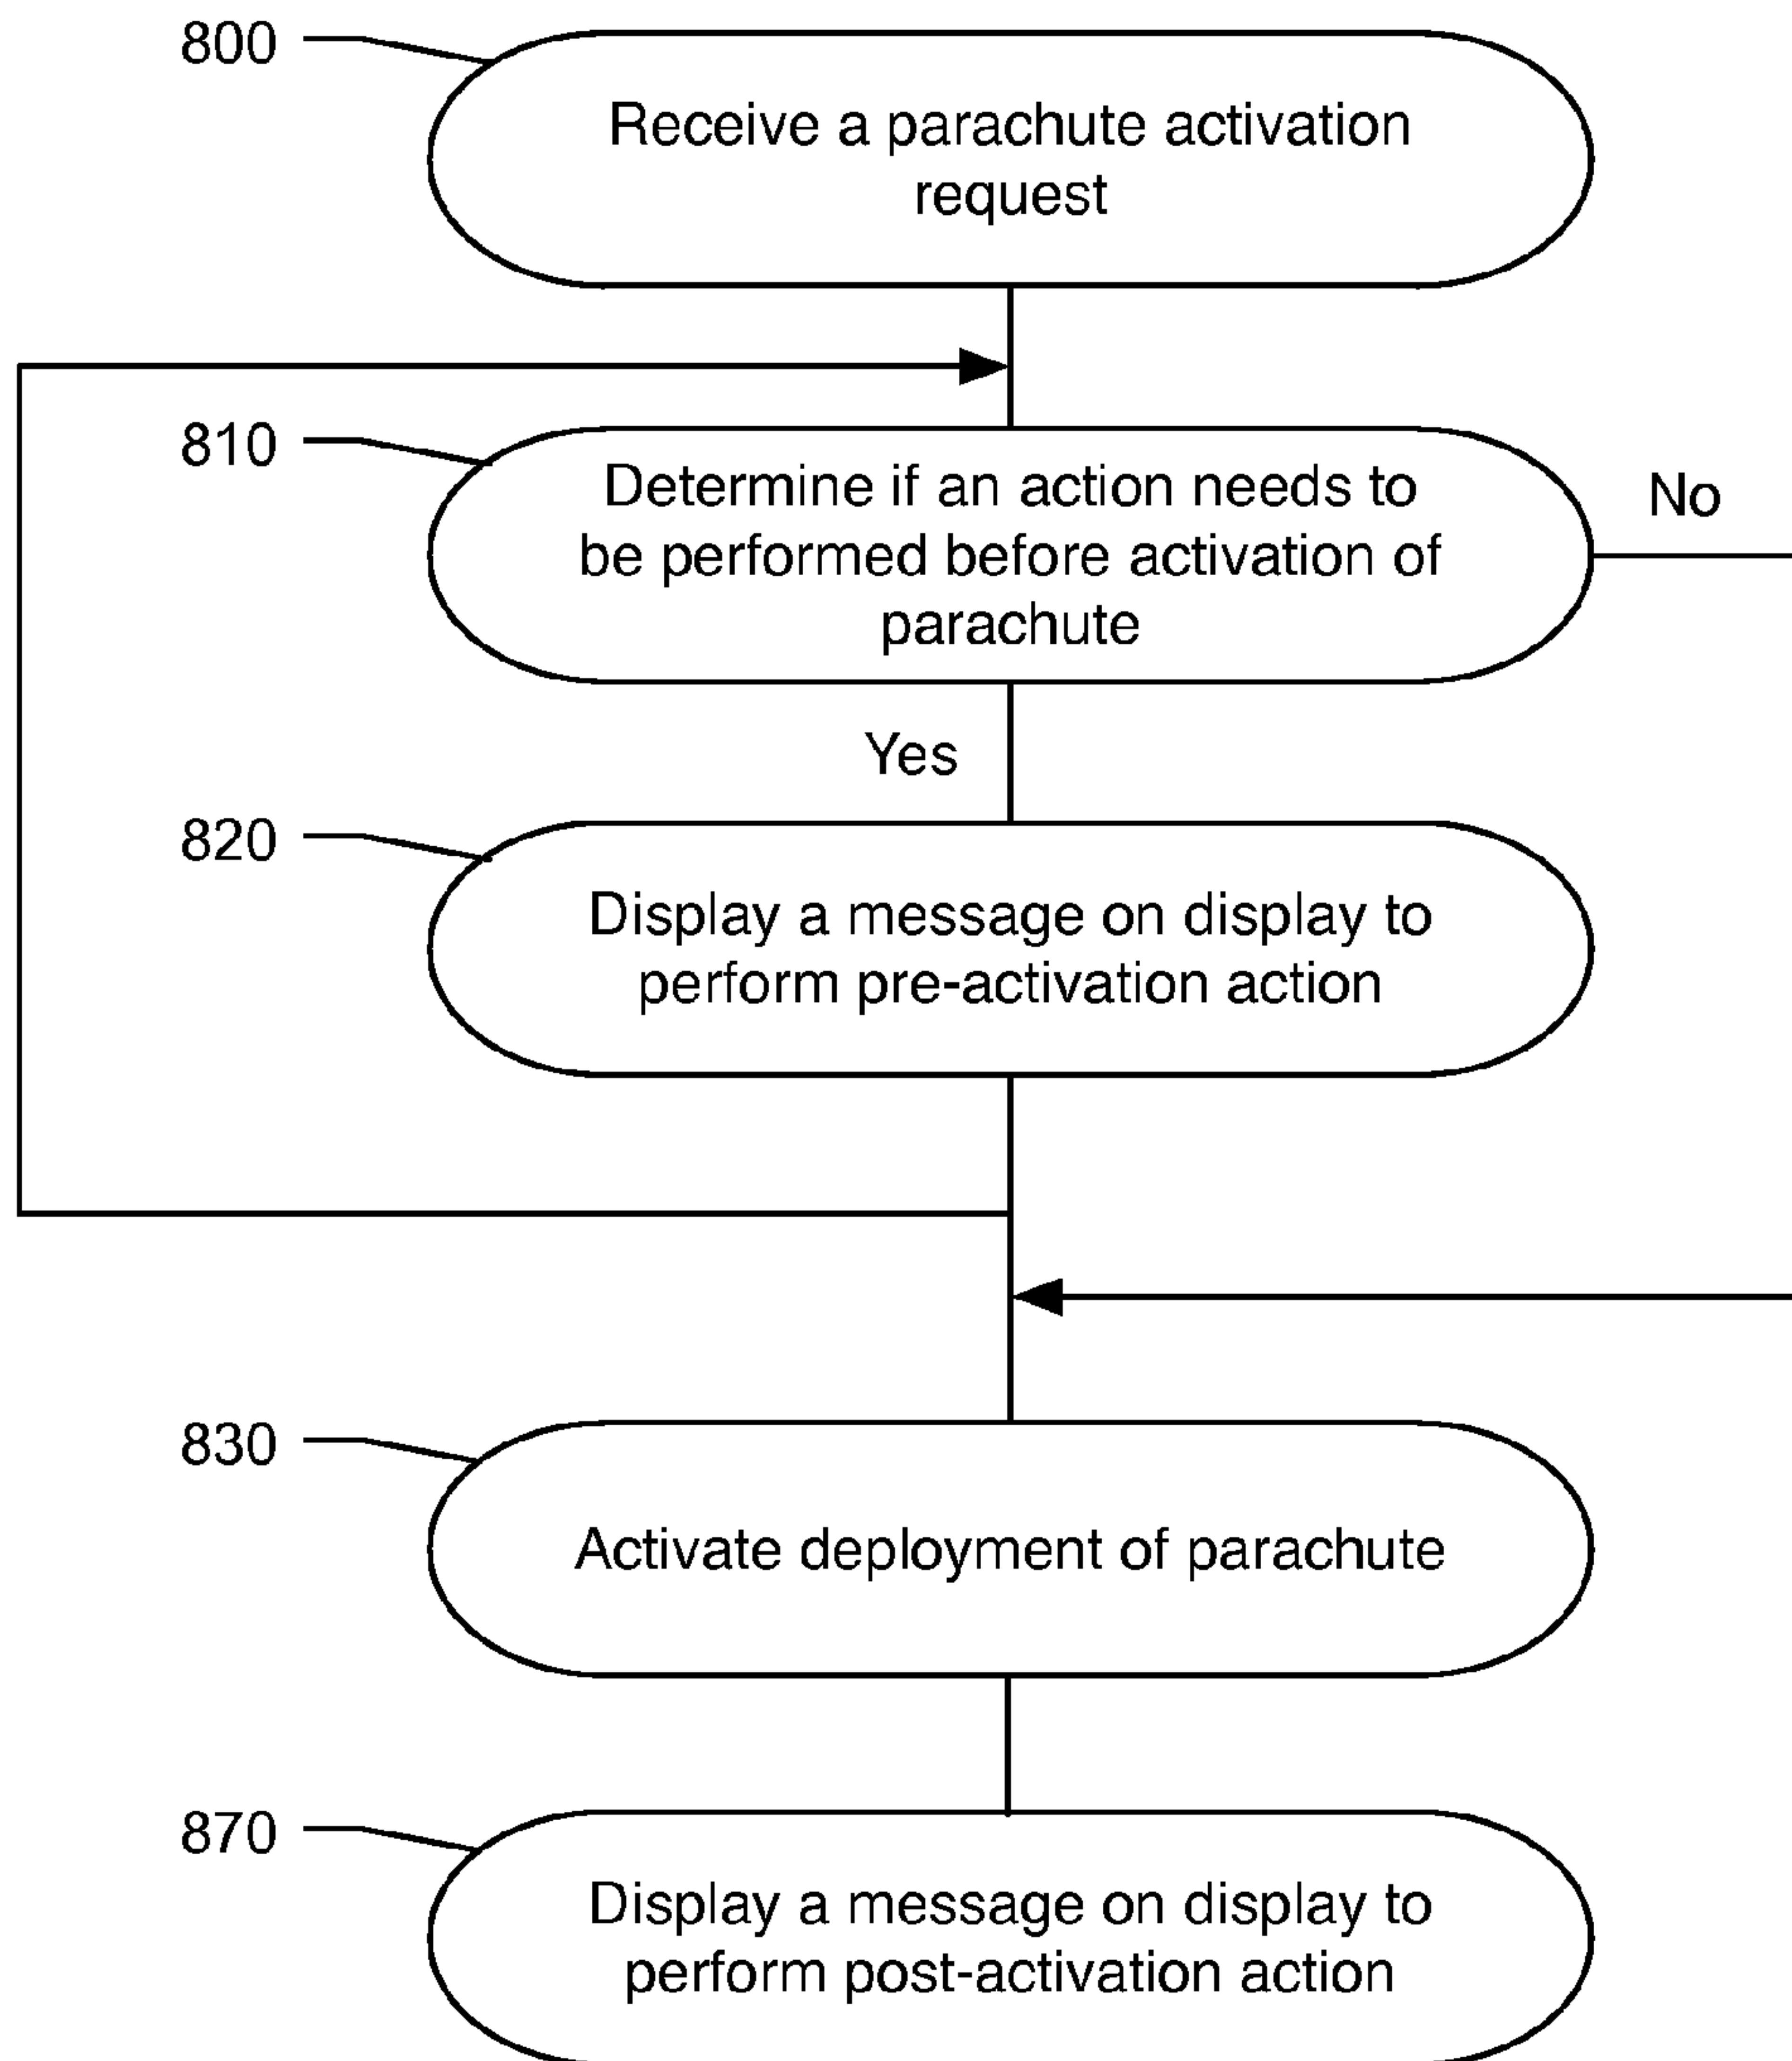 800
Receive a parachute activation
request
810
Determine if an action needs to
be performed before activation of
parachute
No
Yes
820
Display a message on display to
perform pre-activation action
830
Activate deployment of parachute
870
Display a message on display to
perform post-activation action